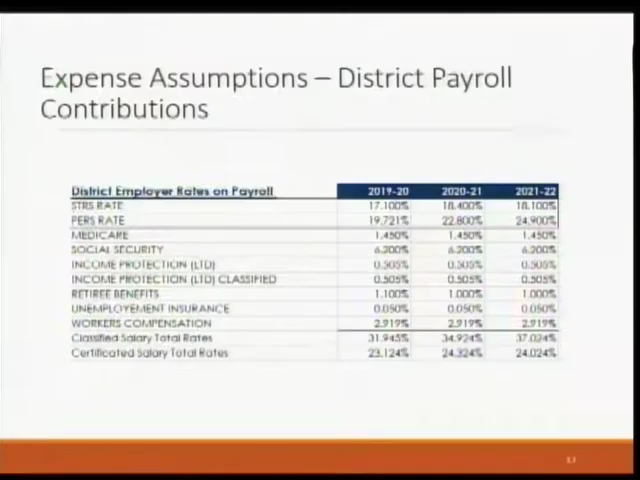 Expense Assumptions – District Payroll
Contributions
District Employer Rates on Payroll 2019-20 2020-21 2021-22
STRS RATE 17.100% 18.400% 18.100%
PERS RATE 19.721% 22.800% 24.900%
MEDICARE 1.450% 1.450% 1.450%
SOCIAL SECURITY 6.200% 6.200% 6.200%
INCOME PROTECTION (LTD) 0.505% 0.505% 0.505%
INCOME PROTECTION (LTD) CLASSIFIED 0.505% 0.505% 0.505%
RETIREE BENEFITS 1.100% 1.000% 1.000%
UNEMPLOYEMENT INSURANCE 0.050% 0.050% 0.050%
WORKERS COMPENSATION 2.919% 2.919% 2.919%
Classified Salary Total Rates 31.945% 34.924% 37.024%
Certificated Salary Total Rates 23.124% 24.324% 24.024%